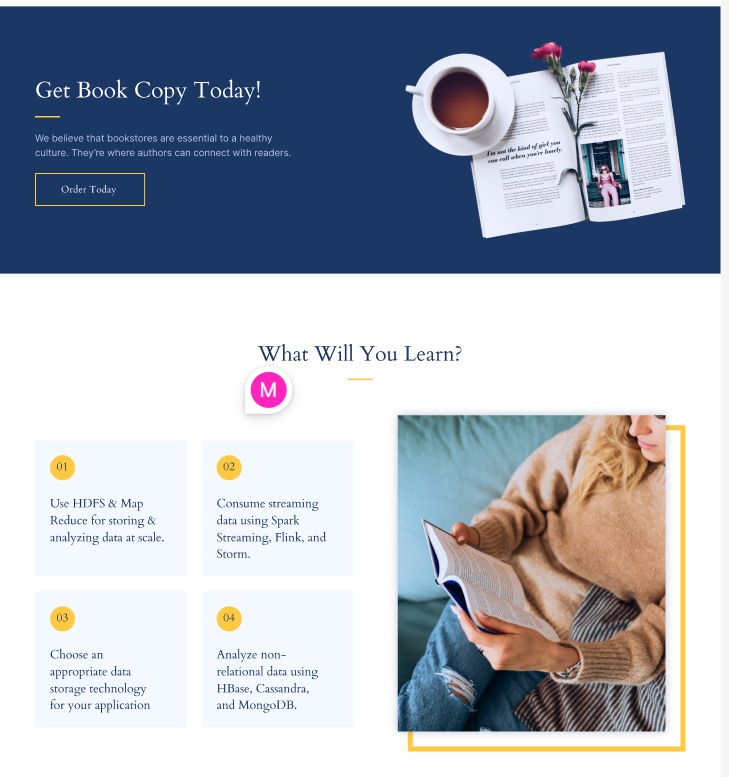 Get Book Copy Today!
We believe that bookstores are essential to a healthy
culture. They're where authors can connect with readers.
Order Today
I'm not the kind of girl you
can call when you're lonely.
What Will You Learn?
M
01
Use HDFS & Map
Reduce for storing &
analyzing data at scale.
02
Consume streaming
data using Spark
Streaming, Flink, and
Storm.
03
Choose an
appropriate data
storage technology
for your application
04
Analyze non-
relational data using
HBase, Cassandra,
and MongoDB.